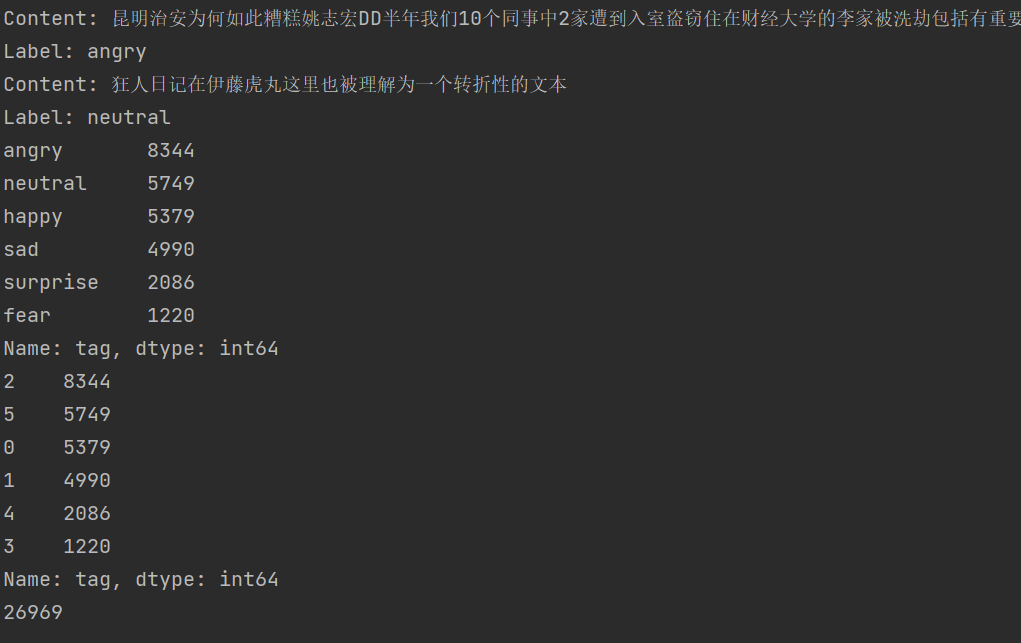 Content: 昆明治安为何如此糟糕姚志宏DD半年我们10个同事中2家遭到入室盗窃住在财经大学的李家被洗劫包括有重要
Label: angry
Content: 狂人日记在伊藤虎丸这里也被理解为一个转折性的文本
Label: neutral
angry 8344
neutral 5749
happy 5379
sad 4990
surprise 2086
fear 1220
Name: tag, dtype: int64
2 8344
5 5749
0 5379
1 4990
4 2086
3 1220
Name: tag, dtype: int64
26969